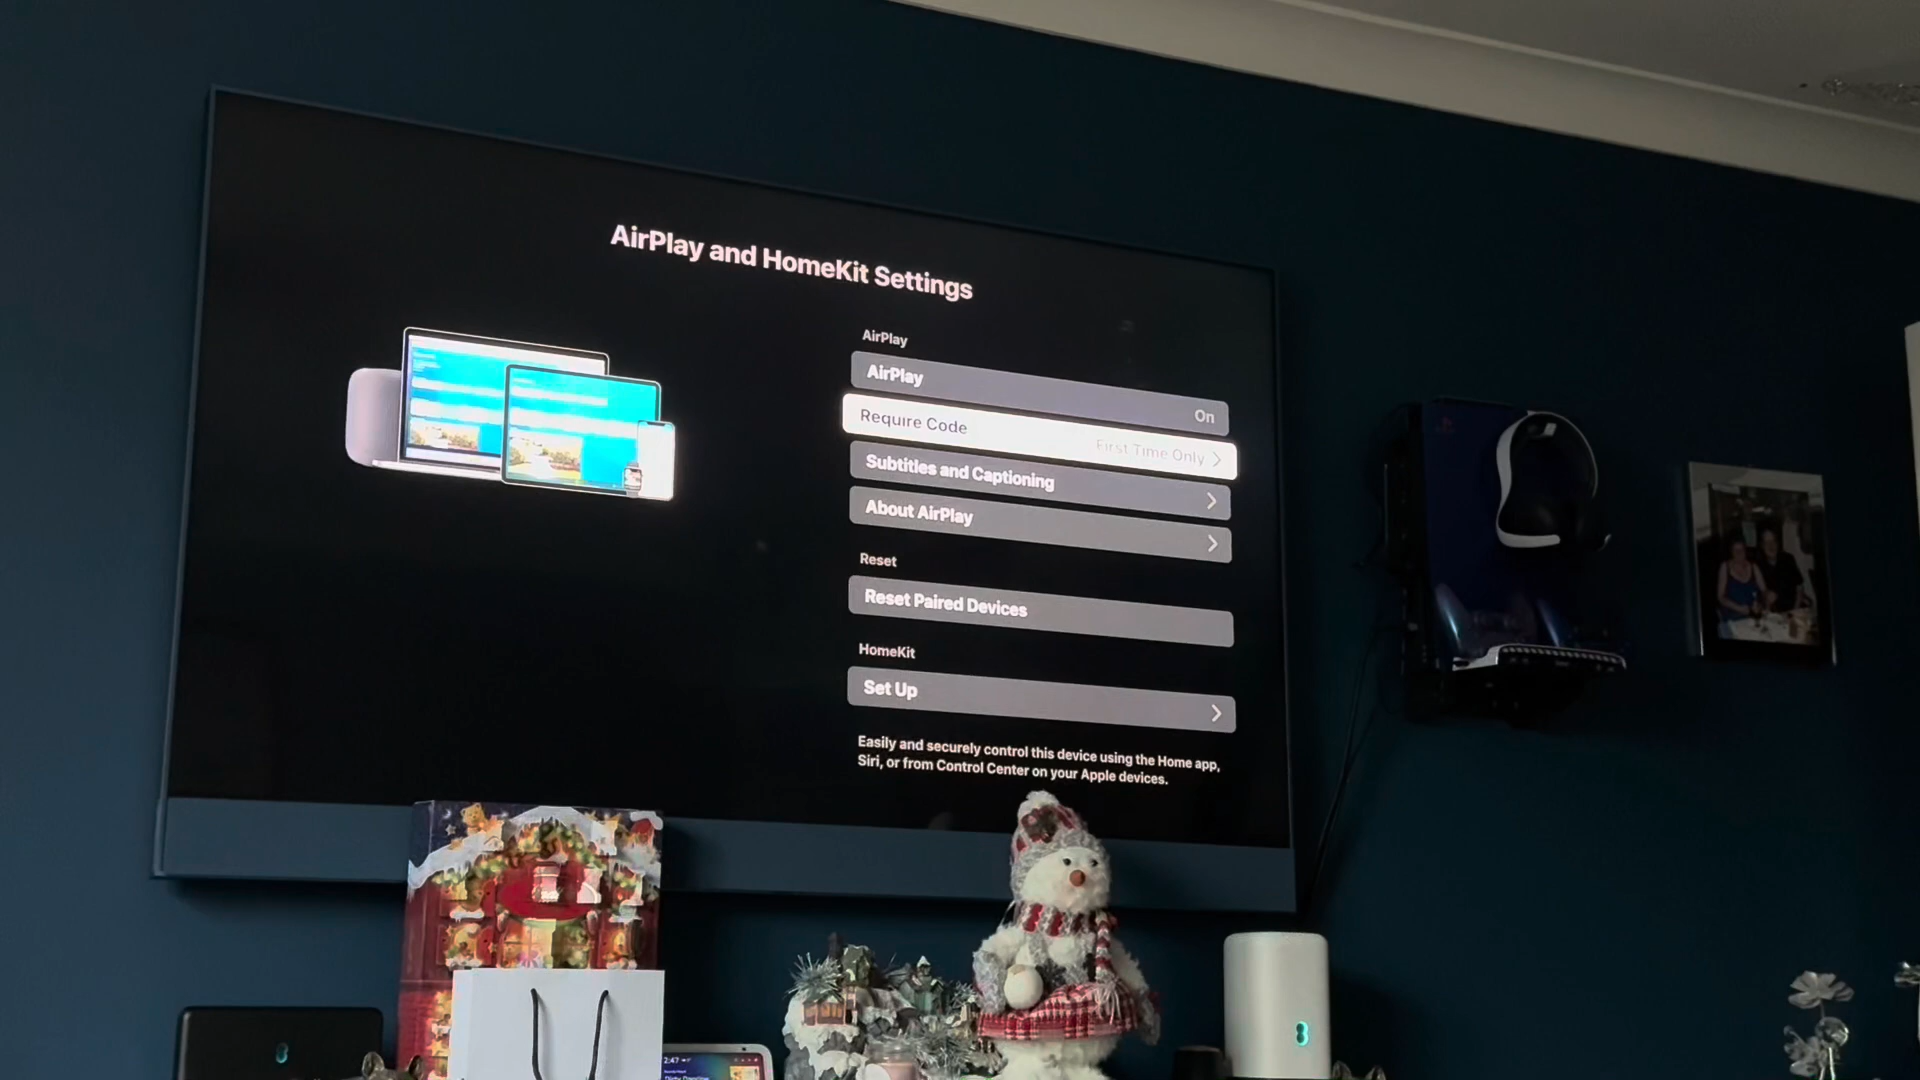 AirPlay and HomeKit Settings
AirPlay
AirPlay On
Require Code First Time Only
Subtitles and Captioning
About AirPlay
Reset
Reset Paired Devices
HomeKit
Set Up
Easily and securely control this device using the Home app,
Siri, or from Control Center on your Apple devices.
2:47